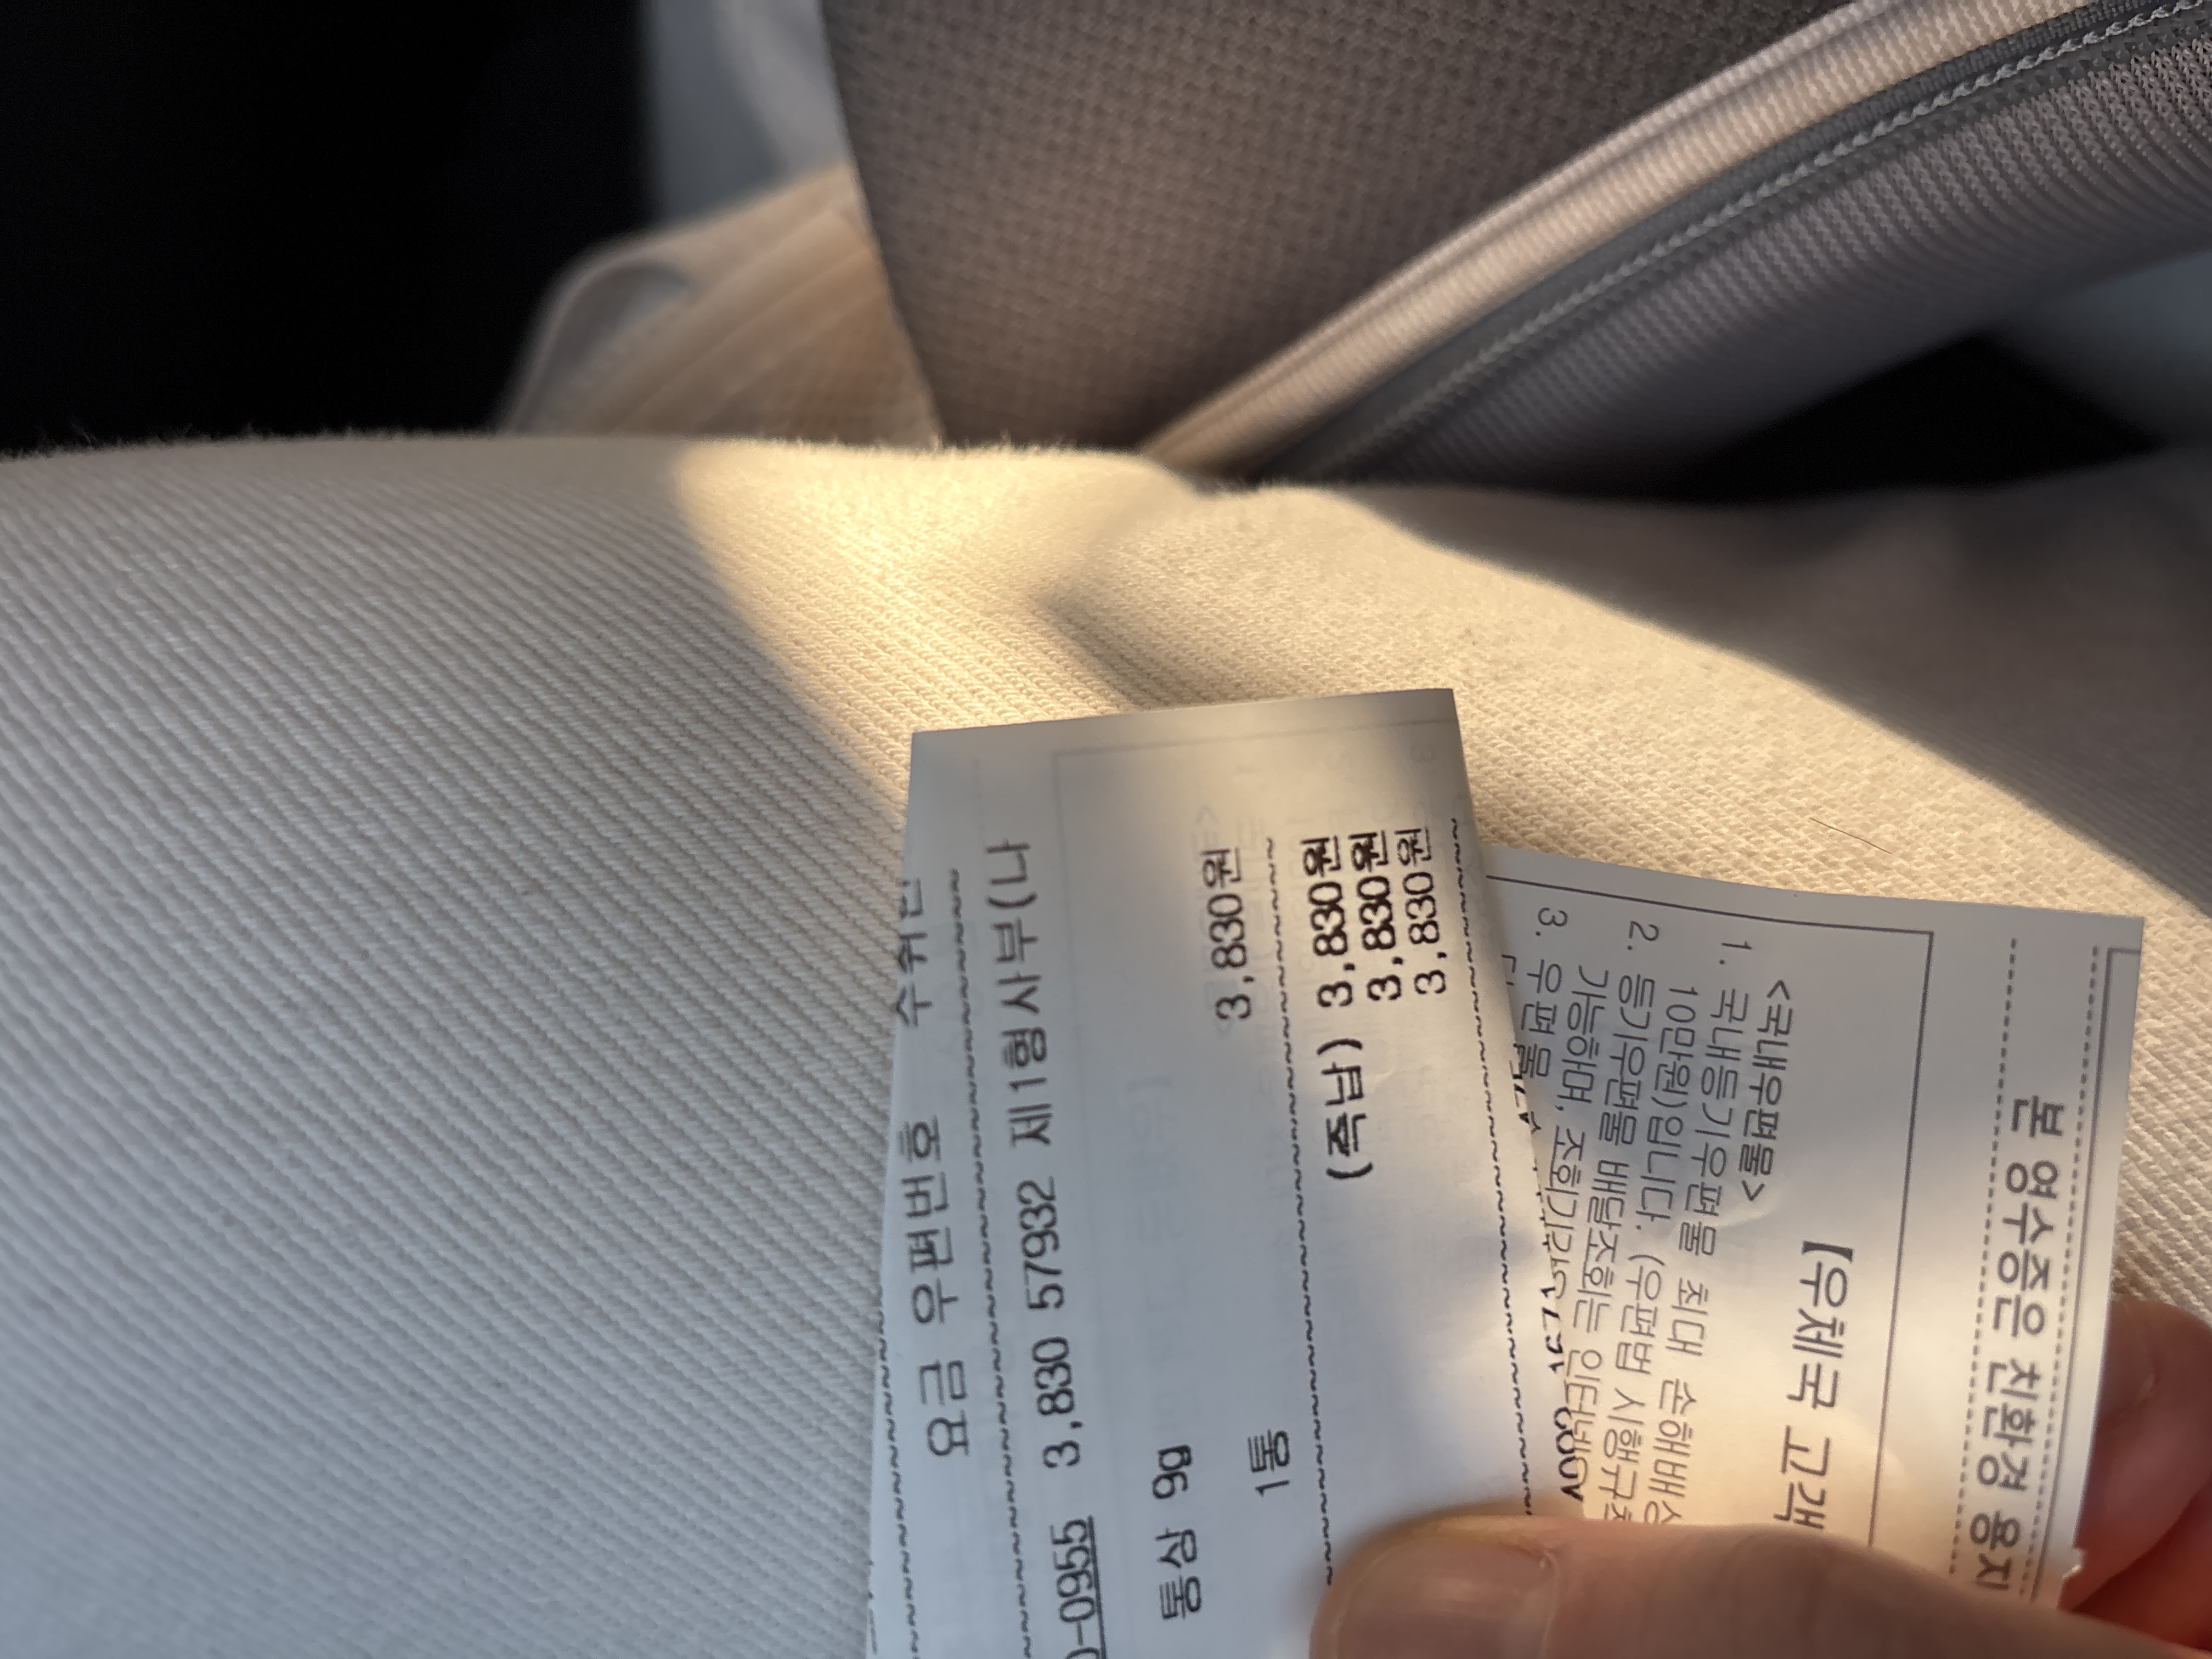 요금 우편번호 수취인
)-0955 3,830 57932 제1형사부(나
통상 9g
3,830원
1통
(즉납) 3,830원
3,830원
3,830원
본 영수증은 친환경 용지
【우체국 고객
<국내우편물>
1. 국내등기우편물 최대 손해배상
10만원)입니다. (우편법 시행규칙
2. 등기우편물 배달조회는 인터넷
가능하며, 조회기간은
3. 우편물